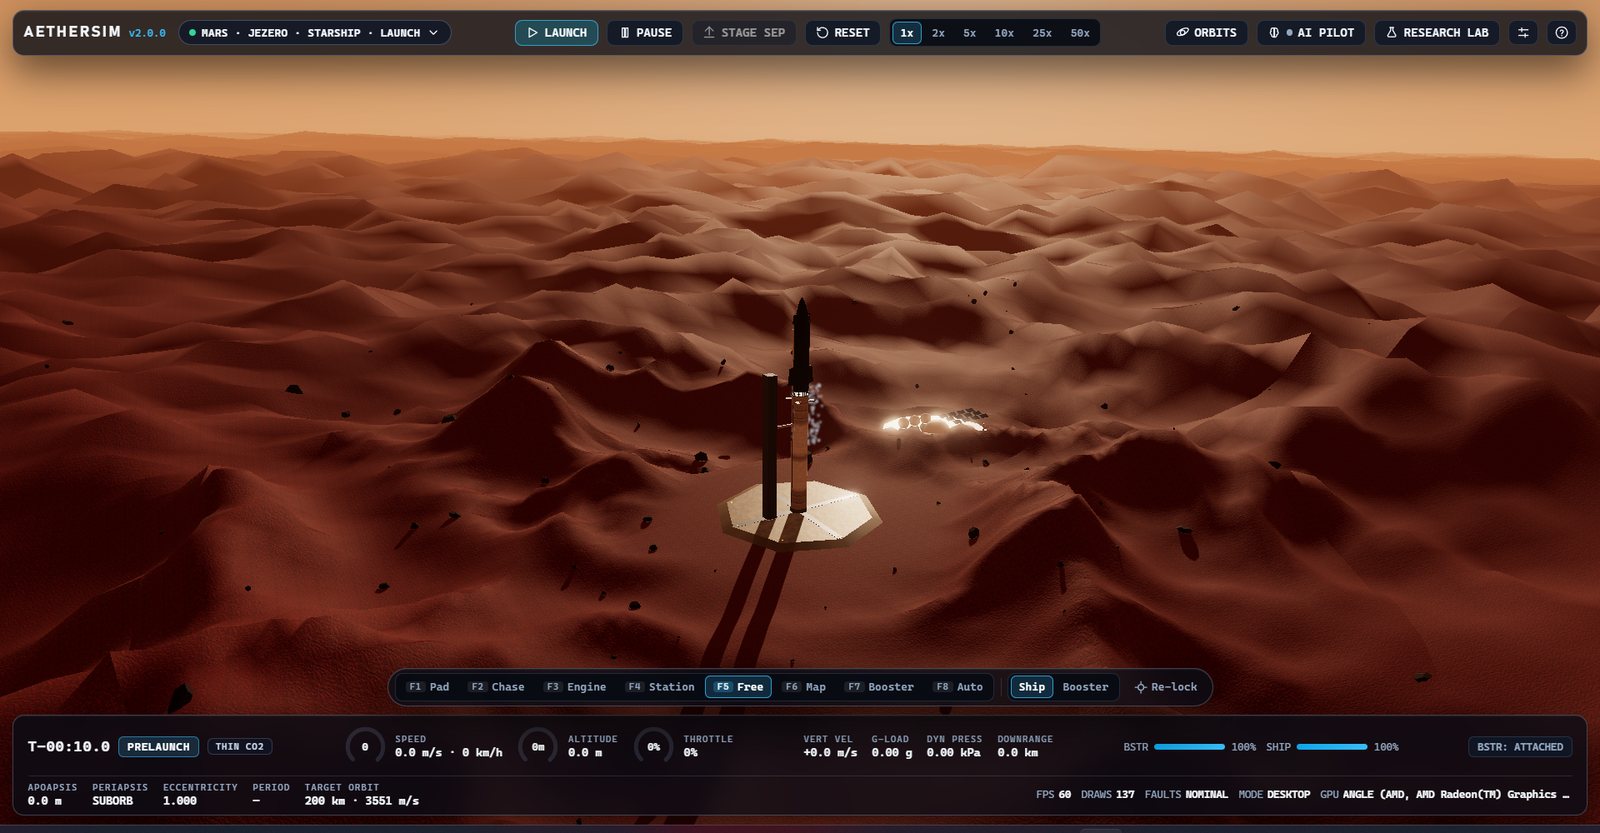 AETHERSIM v2.0.0 MARS · JEZERO · STARSHIP · LAUNCH LAUNCH PAUSE STAGE SEP RESET 1x 2x 5x 10x 25x 50x ORBITS AI PILOT RESEARCH LAB
F1 Pad F2 Chase F3 Engine F4 Station F5 Free F6 Map F7 Booster F8 Auto Ship Booster Re-lock
SPEED ALTITUDE THROTTLE VERT VEL G-LOAD DYN PRESS DOWNRANGE
T−00:10.0 PRELAUNCH THIN CO2 0 0m 0% BSTR 100% SHIP 100% BSTR: ATTACHED
0.0 m/s · 0 km/h 0.0 m 0% +0.0 m/s 0.00 g 0.00 kPa 0.0 km
APOAPSIS PERIAPSIS ECCENTRICITY PERIOD TARGET ORBIT
FPS 60 DRAWS 137 FAULTS NOMINAL MODE DESKTOP GPU ANGLE (AMD, AMD Radeon(TM) Graphics …
0.0 m SUBORB 1.000 — 200 km · 3551 m/s